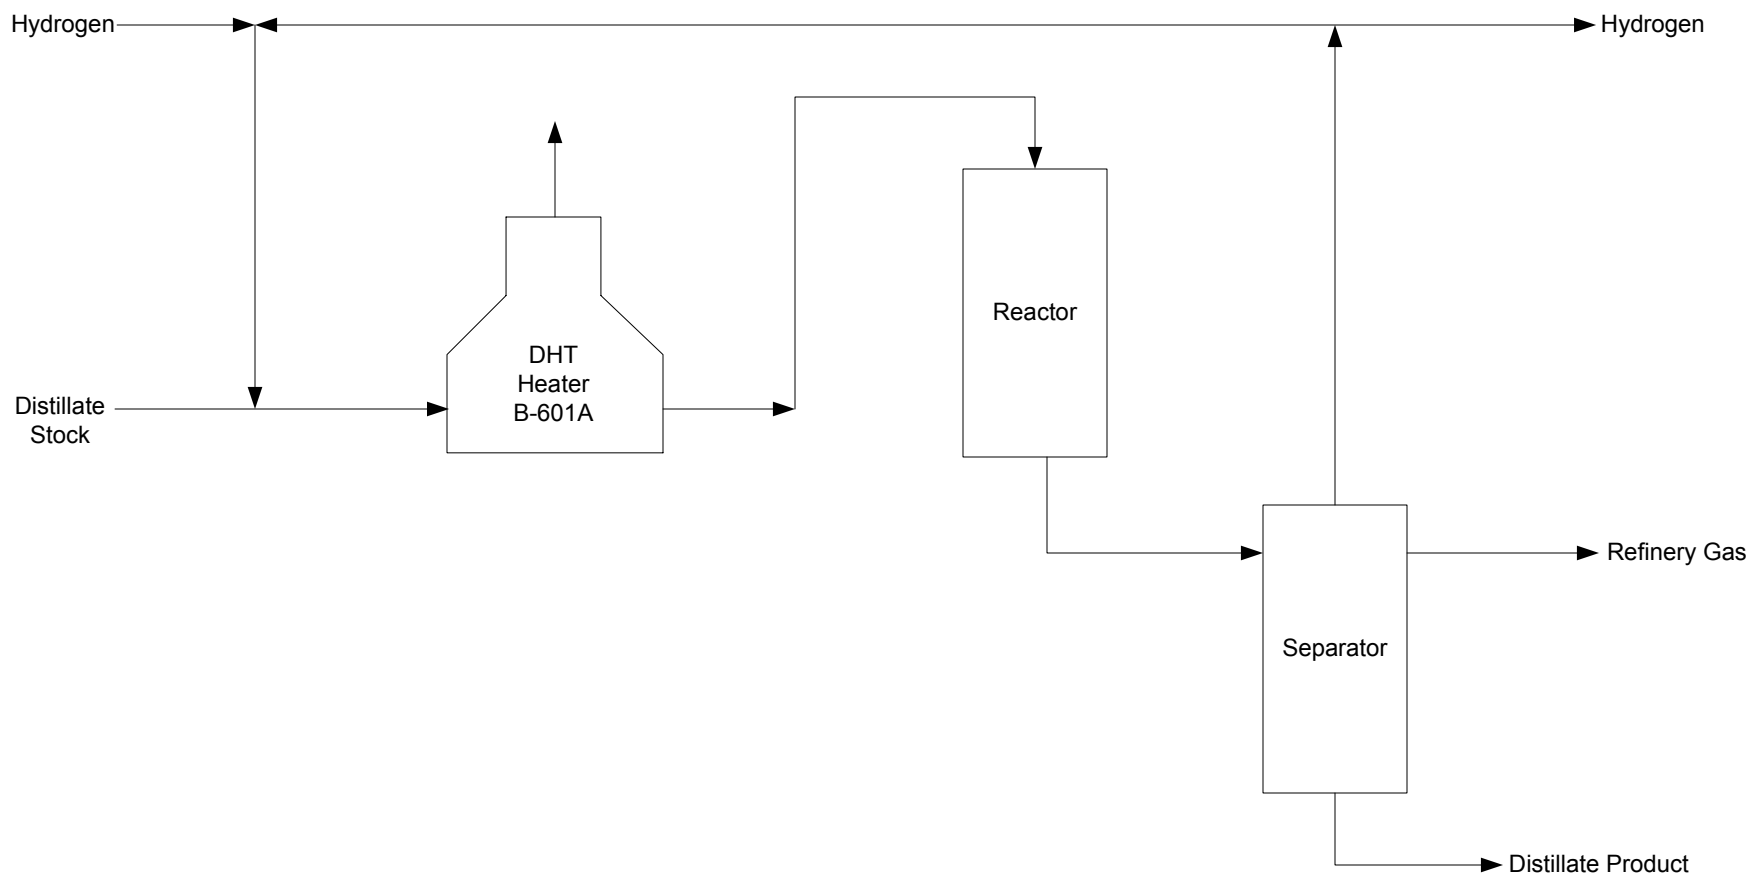 Hydrogen
Hydrogen
Reactor
DHT
Heater
B-601A
Distillate
Stock
Refinery Gas
Separator
Distillate Product